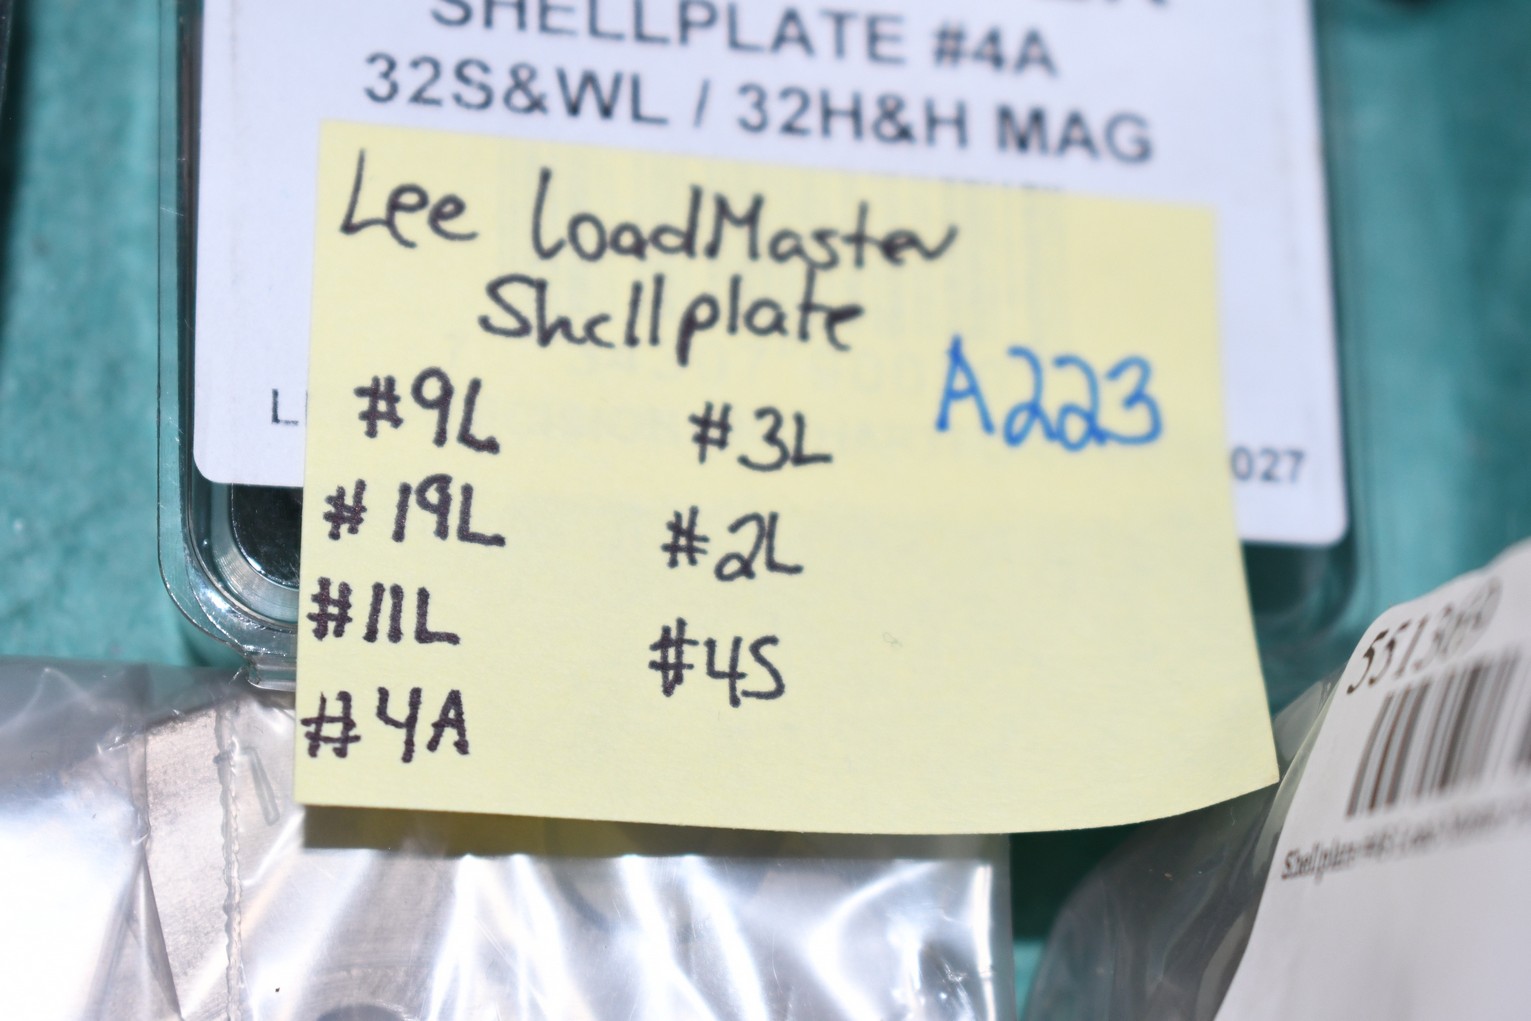 SHELLPLATE #4A
32S&WL / 32H&H MAG
Lee LoadMaster
Shellplate
A223
#9L #3L
#19L #2L
#11L #4S
#4A
L
027